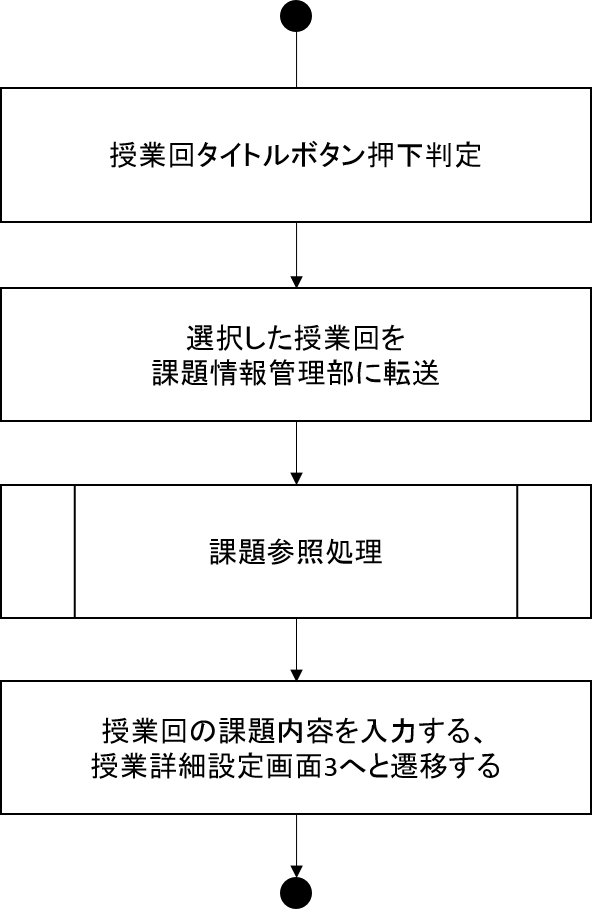 授業回タイトルボタン押下判定
選択した授業回を
課題情報管理部に転送
課題参照処理
授業回の課題内容を入力する、
授業詳細設定画面3へと遷移する